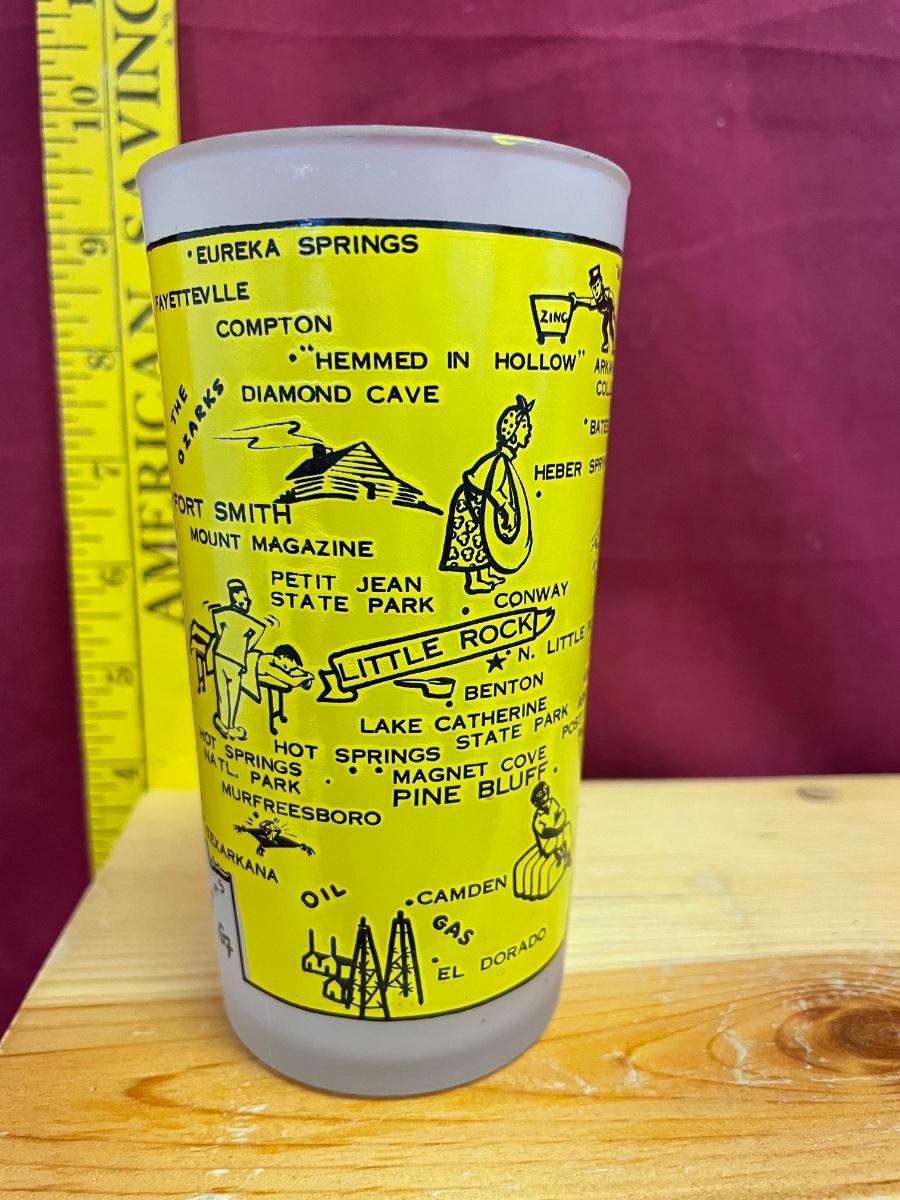 10
9
7
6
5
4
AMERICAN SAVING
•EUREKA SPRINGS
FAYETTEVLLE
COMPTON
ZINC
•"HEMMED IN HOLLOW"
DIAMOND CAVE
THE
OZARKS
HEBER
FORT SMITH
MOUNT MAGAZINE
PETIT JEAN
STATE PARK
CONWAY
LITTLE ROCK
N. LITTLE
BENTON
LAKE CATHERINE
STATE PARK
HOT SPRINGS
HOT SPRINGS
NATL. PARK
MAGNET COVE
PINE BLUFF
MURFREESBORO
TEXARKANA
OIL
•CAMDEN
GAS
EL DORADO